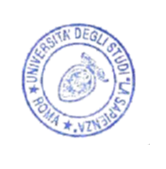 UNIVERSITA' DEGLI STUDI "LA SAPIENZA"
★ ROMA ★